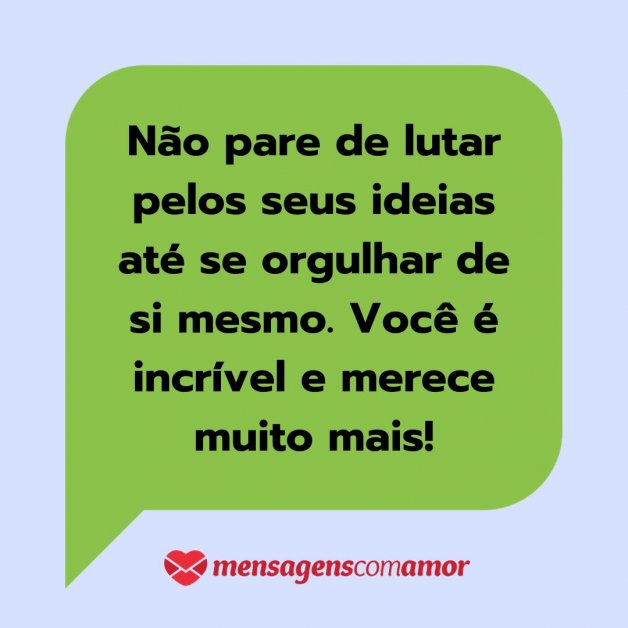 Não pare de lutar
pelos seus ideias
até se orgulhar de
si mesmo. Você é
incrível e merece
muito mais!
mensagenscomamor